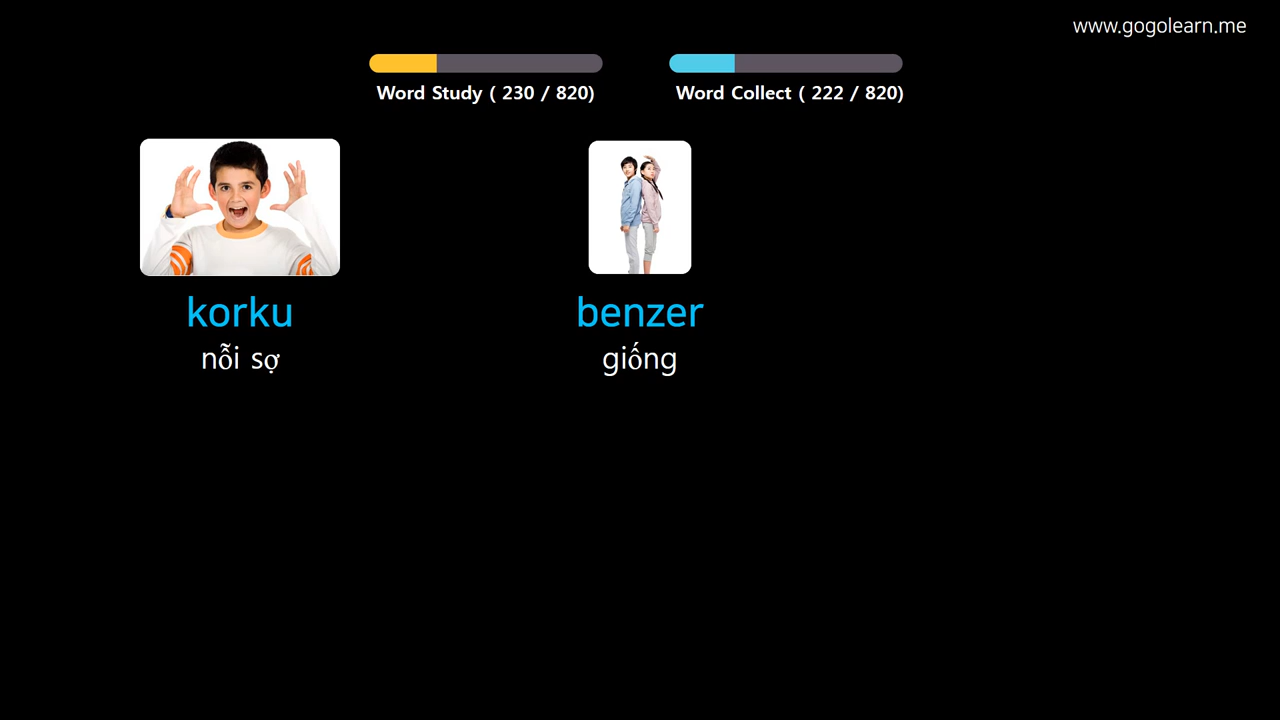 www.gogolearn.me
Word Study ( 230 / 820)
Word Collect ( 222 / 820)
korku
nỗi sợ
benzer
giống